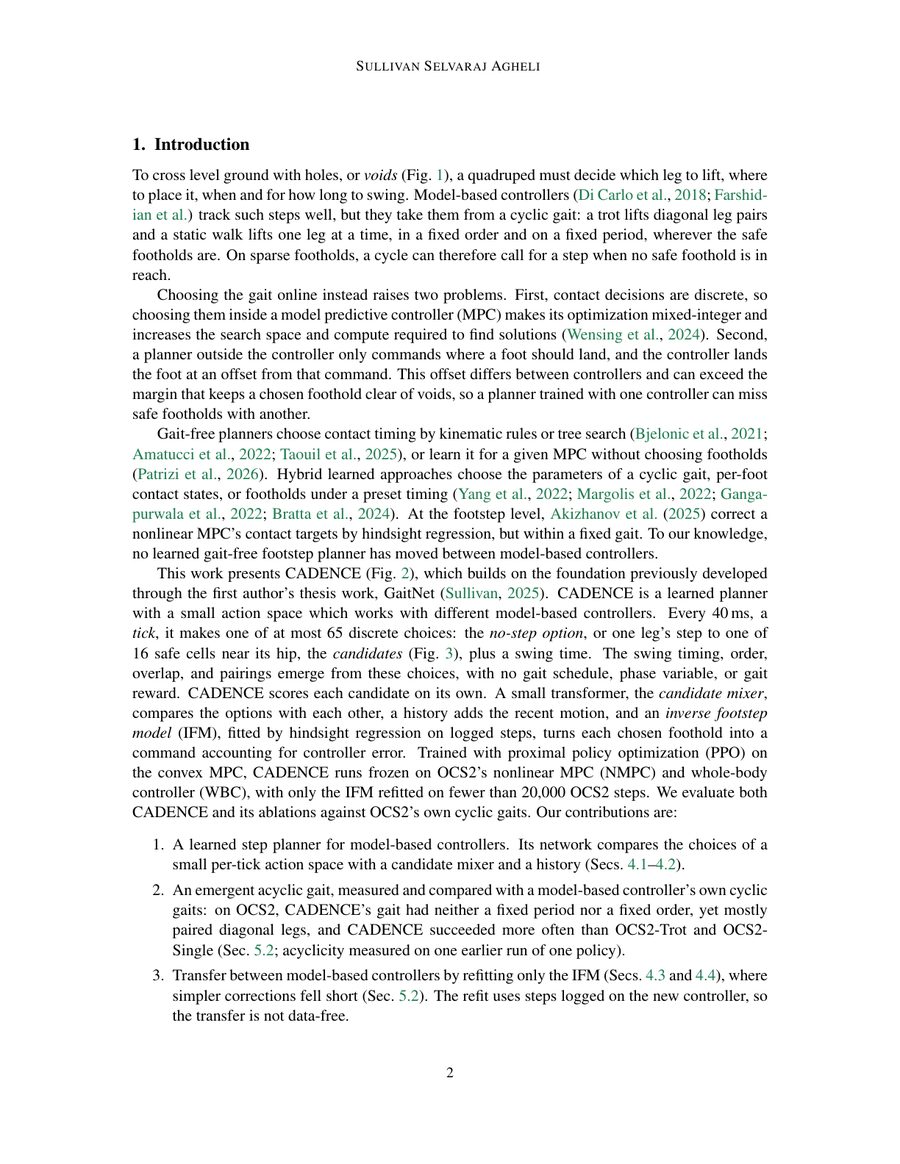 SULLIVAN SELVARAJ AGHELI
1. Introduction
To cross level ground with holes, or voids (Fig. 1), a quadruped must decide which leg to lift, where
to place it, when and for how long to swing. Model-based controllers (Di Carlo et al., 2018; Farshid-
ian et al.) track such steps well, but they take them from a cyclic gait: a trot lifts diagonal leg pairs
and a static walk lifts one leg at a time, in a fixed order and on a fixed period, wherever the safe
footholds are. On sparse footholds, a cycle can therefore call for a step when no safe foothold is in
reach.
Choosing the gait online instead raises two problems. First, contact decisions are discrete, so
choosing them inside a model predictive controller (MPC) makes its optimization mixed-integer and
increases the search space and compute required to find solutions (Wensing et al., 2024). Second,
a planner outside the controller only commands where a foot should land, and the controller lands
the foot at an offset from that command. This offset differs between controllers and can exceed the
margin that keeps a chosen foothold clear of voids, so a planner trained with one controller can miss
safe footholds with another.
Gait-free planners choose contact timing by kinematic rules or tree search (Bjelonic et al., 2021;
Amatucci et al., 2022; Taouil et al., 2025), or learn it for a given MPC without choosing footholds
(Patrizi et al., 2026). Hybrid learned approaches choose the parameters of a cyclic gait, per-foot
contact states, or footholds under a preset timing (Yang et al., 2022; Margolis et al., 2022; Ganga-
purwala et al., 2022; Bratta et al., 2024). At the footstep level, Akizhanov et al. (2025) correct a
nonlinear MPC's contact targets by hindsight regression, but within a fixed gait. To our knowledge,
no learned gait-free footstep planner has moved between model-based controllers.
This work presents CADENCE (Fig. 2), which builds on the foundation previously developed
through the first author's thesis work, GaitNet (Sullivan, 2025). CADENCE is a learned planner
with a small action space which works with different model-based controllers. Every 40 ms, a
tick, it makes one of at most 65 discrete choices: the no-step option, or one leg's step to one of
16 safe cells near its hip, the candidates (Fig. 3), plus a swing time. The swing timing, order,
overlap, and pairings emerge from these choices, with no gait schedule, phase variable, or gait
reward. CADENCE scores each candidate on its own. A small transformer, the candidate mixer,
compares the options with each other, a history adds the recent motion, and an inverse footstep
model (IFM), fitted by hindsight regression on logged steps, turns each chosen foothold into a
command accounting for controller error. Trained with proximal policy optimization (PPO) on
the convex MPC, CADENCE runs frozen on OCS2's nonlinear MPC (NMPC) and whole-body
controller (WBC), with only the IFM refitted on fewer than 20,000 OCS2 steps. We evaluate both
CADENCE and its ablations against OCS2's own cyclic gaits. Our contributions are:
1. A learned step planner for model-based controllers. Its network compares the choices of a
small per-tick action space with a candidate mixer and a history (Secs. 4.1–4.2).
2. An emergent acyclic gait, measured and compared with a model-based controller's own cyclic
gaits: on OCS2, CADENCE's gait had neither a fixed period nor a fixed order, yet mostly
paired diagonal legs, and CADENCE succeeded more often than OCS2-Trot and OCS2-
Single (Sec. 5.2; acyclicity measured on one earlier run of one policy).
3. Transfer between model-based controllers by refitting only the IFM (Secs. 4.3 and 4.4), where
simpler corrections fell short (Sec. 5.2). The refit uses steps logged on the new controller, so
the transfer is not data-free.
2